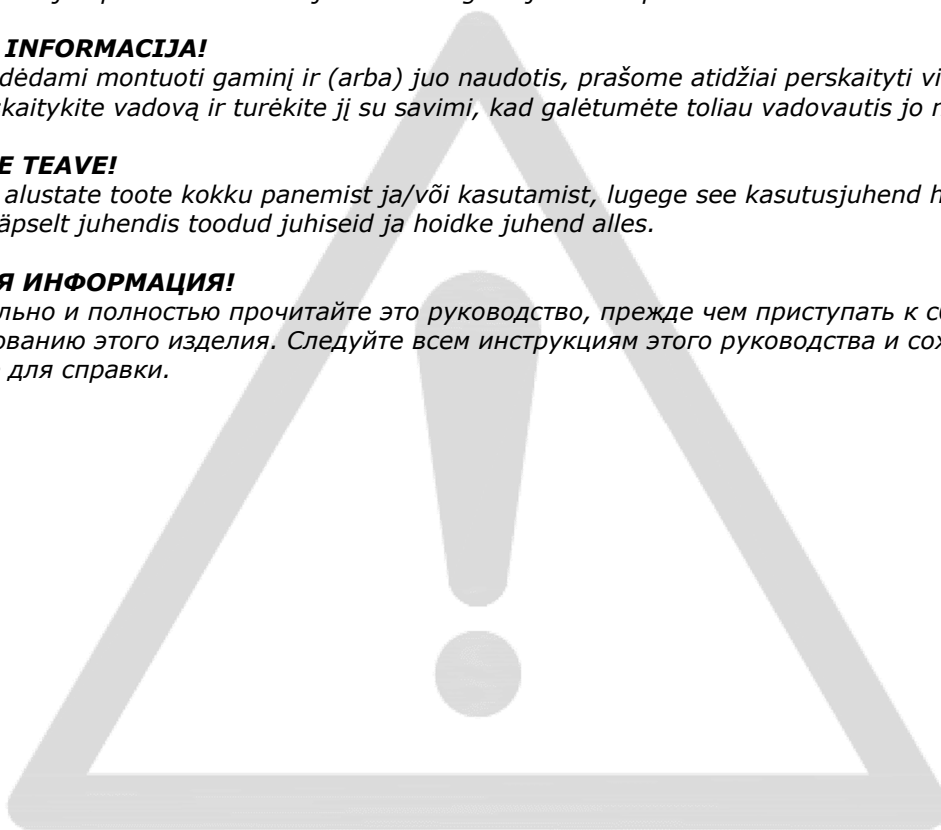 INFORMACIJA!
dėdami montuoti gaminį ir (arba) juo naudotis, prašome atidžiai perskaityti vi
kaitykite vadovą ir turėkite jį su savimi, kad galėtumėte toliau vadovautis jo n
E TEAVE!
alustate toote kokku panemist ja/või kasutamist, lugege see kasutusjuhend h
äpselt juhendis toodud juhiseid ja hoidke juhend alles.
Я ИНФОРМАЦИЯ!
льно и полностью прочитайте это руководство, прежде чем приступать к с
ованию этого изделия. Следуйте всем инструкциям этого руководства и сох
для справки.